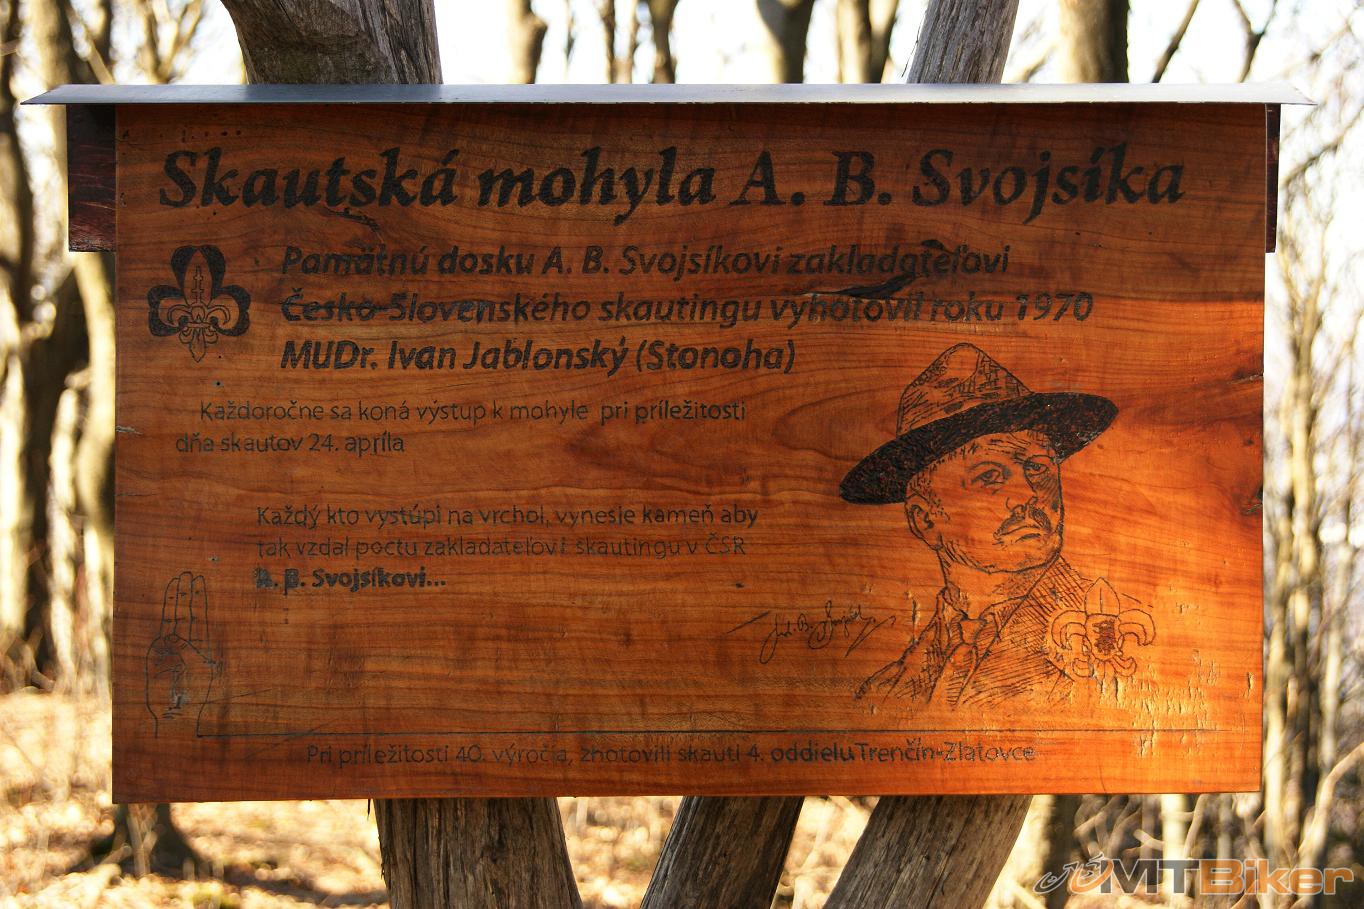 Skautská mohyla A. B. Svojsíka
Pamätnú dosku A. B. Svojsíkovi zakladateľovi
Česko-Slovenského skautingu vyhotovil roku 1970
MUDr. Ivan Jablonský (Stonoha)
Každoročne sa koná výstup k mohyle pri príležitosti
dňa skautov 24. apríla
Každý kto vystúpi na vrchol, vynesie kameň aby
tak vzdal poctu zakladateľovi skautingu v ČSR
A. B. Svojsíkovi...
Pri príležitosti 40. výročia, zhotovili skauti 4. oddielu Trenčín-Zlatovce
MTBiker